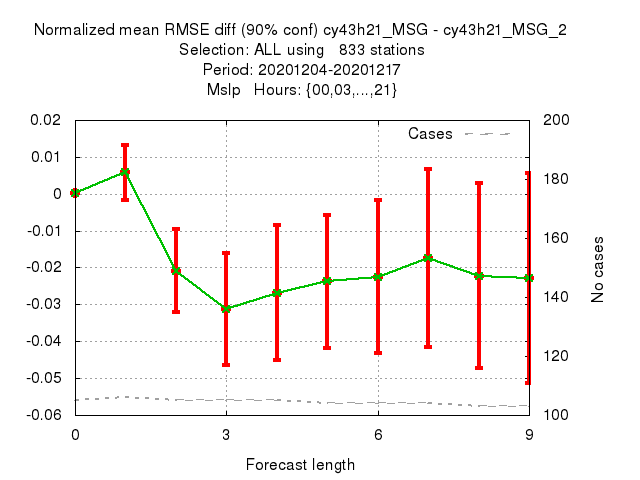 Normalized mean RMSE diff (90% conf) cy43h21_MSG - cy43h21_MSG_2
Selection: ALL using   833 stations
Period: 20201204-20201217
Mslp   Hours: {00,03,...,21}
Cases
0.02
0.01
0
-0.01
-0.02
-0.03
-0.04
-0.05
-0.06
200
180
160
140
120
100
No cases
0
3
6
9
Forecast length